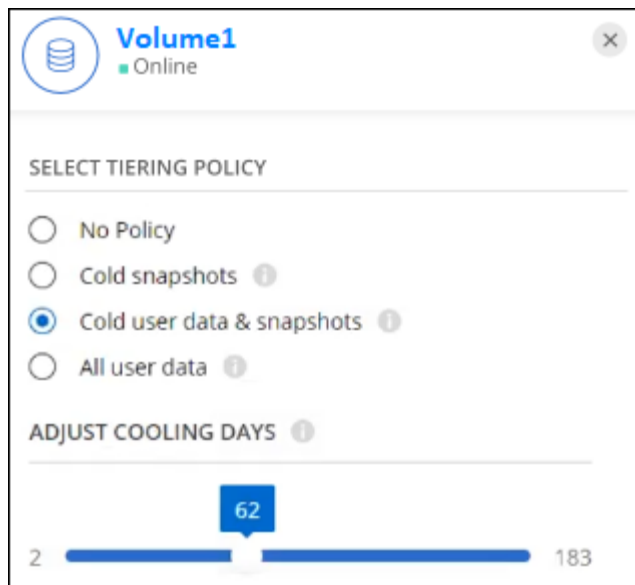 Volume1
Online
SELECT TIERING POLICY
No Policy
Cold snapshots
Cold user data & snapshots
All user data
ADJUST COOLING DAYS
62
2 183